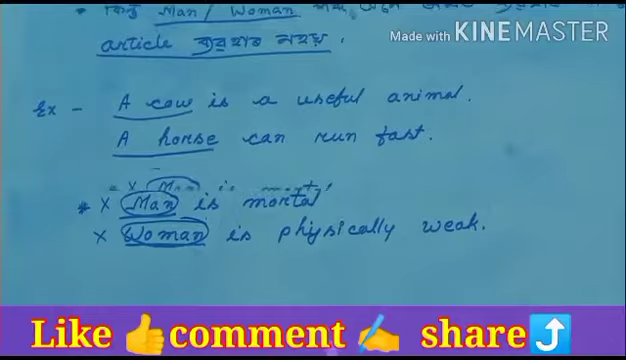 • কিন্তু Man/Woman
Made with KINEMASTER
article ব্যৱহাৰ নহয়.
Ex - A cow is a useful animal.
A horse can run fast.
* X Man is mortal
X Woman is physically weak.
Like 👍 comment ✍️ share ⤴️